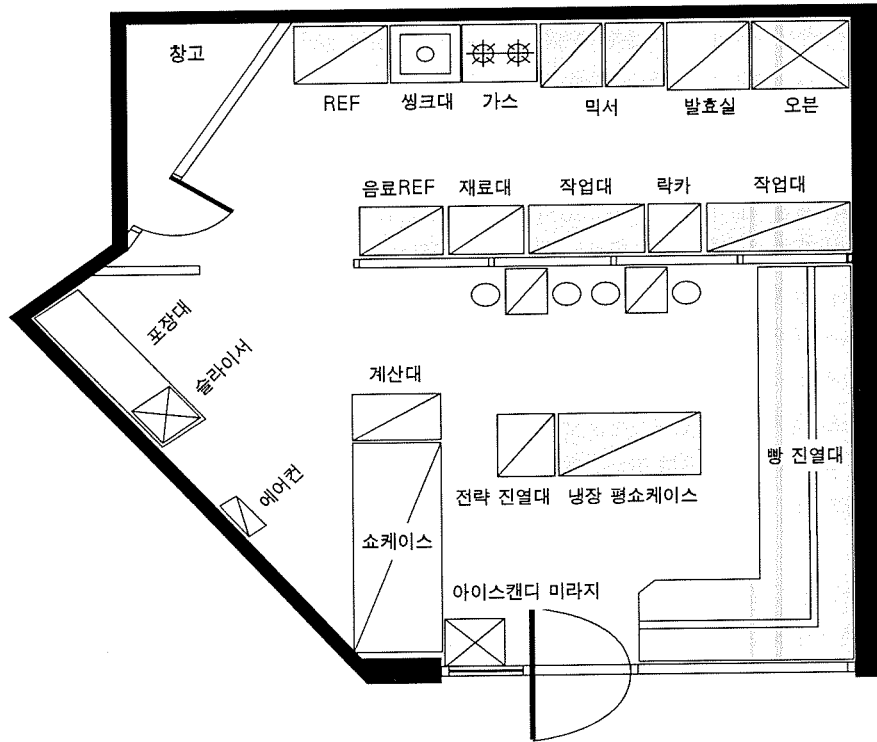 창고
REF
씽크대
가스
믹서
발효실
오븐
음료REF
재료대
작업대
락카
작업대
포장대
슬라이서
계산대
에어컨
빵 진열대
전략 진열대
냉장 평쇼케이스
쇼케이스
아이스캔디 미라지